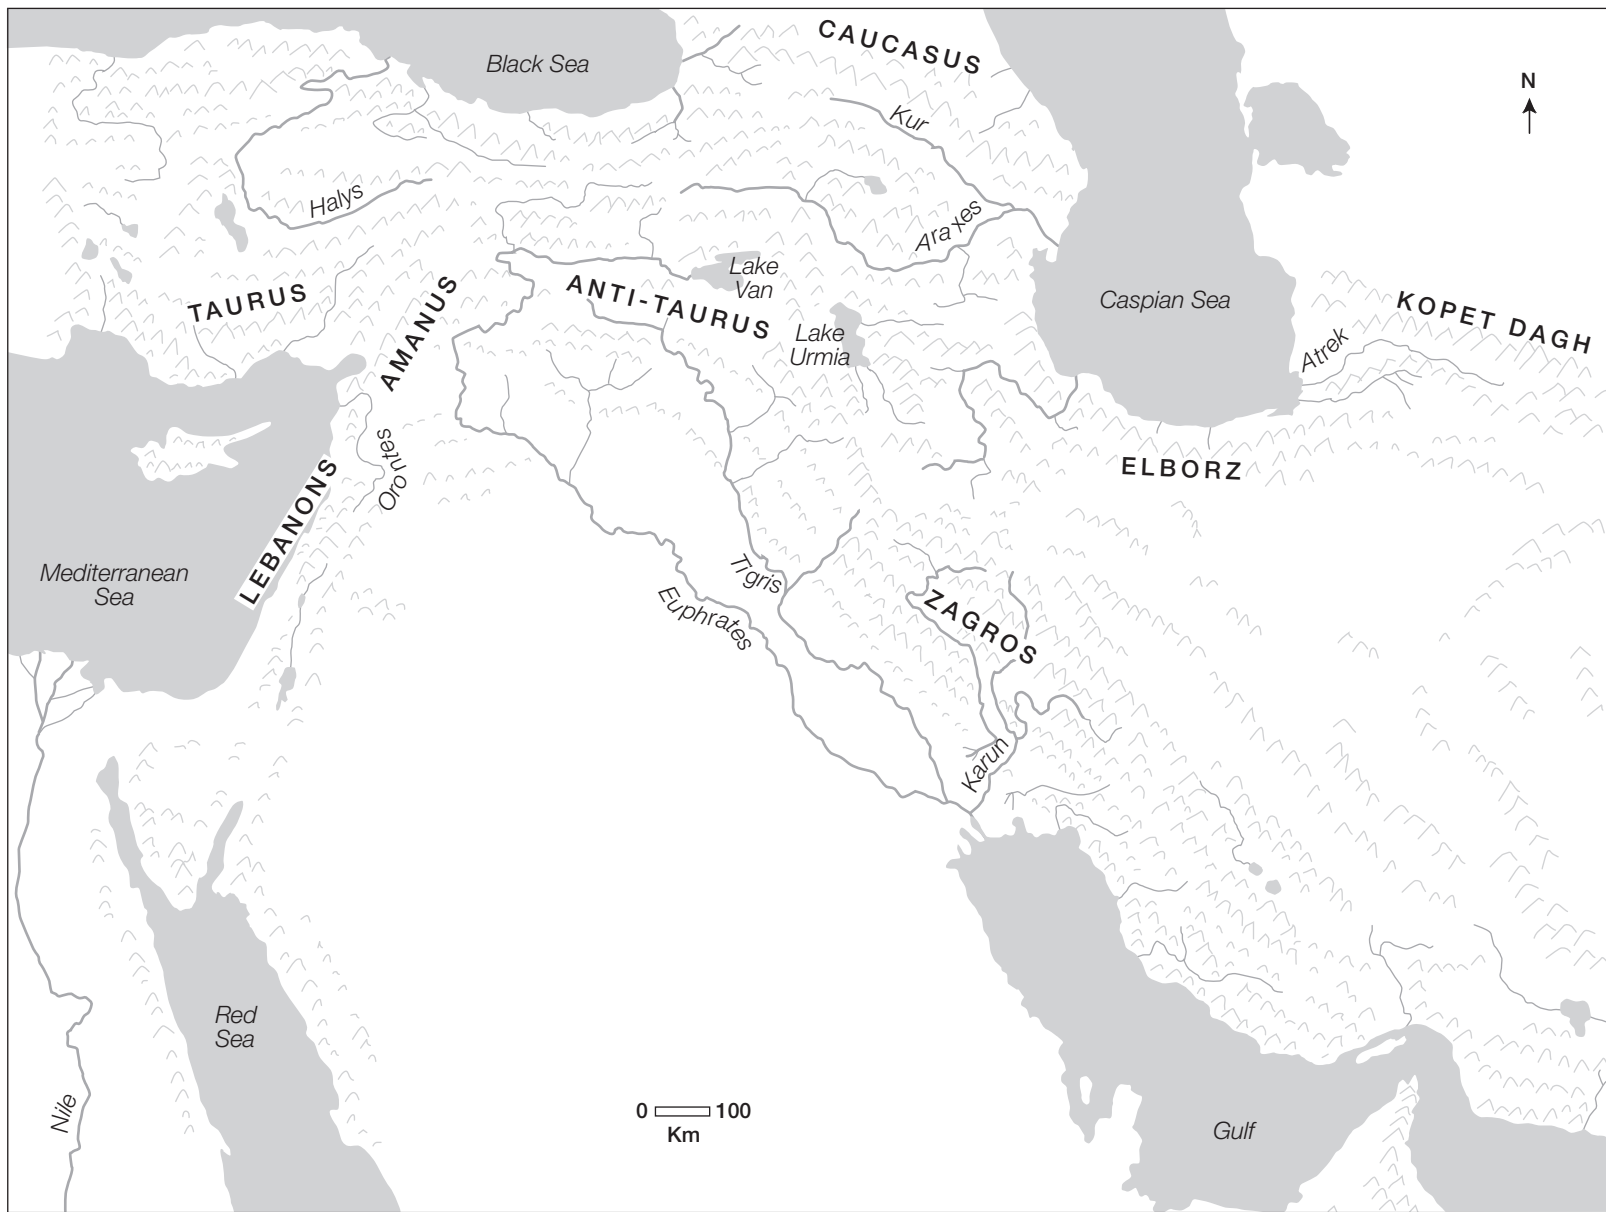 CAUCASUS
Black Sea
N
Kur
Halys
Araxes
Lake
Van
TAURUS
AMANUS
ANTI-TAURUS
Caspian Sea
KOPET DAGH
Lake
Urmia
Atrek
Orontes
ELBORZ
LEBANONS
Mediterranean
Sea
Tigris
Euphrates
ZAGROS
Karun
Red
Sea
Nile
0 100
Km
Gulf